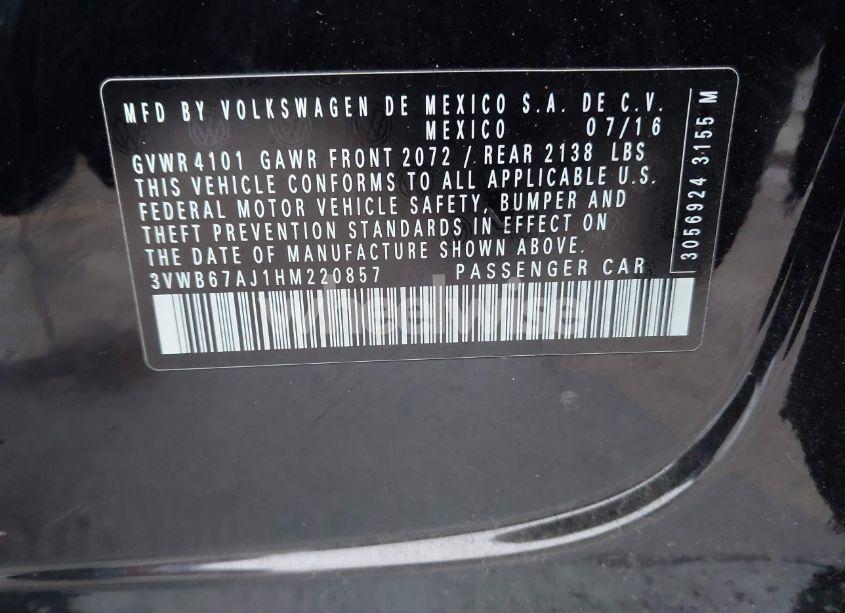 MFD BY VOLKSWAGEN DE MEXICO S.A. DE C.V.
MEXICO 07/16
GVWR 4101 GAWR FRONT 2072 / REAR 2138 LBS
THIS VEHICLE CONFORMS TO ALL APPLICABLE U.S.
FEDERAL MOTOR VEHICLE SAFETY, BUMPER AND
THEFT PREVENTION STANDARDS IN EFFECT ON
THE DATE OF MANUFACTURE SHOWN ABOVE.
3VWB67AJ1HM220857 PASSENGER CAR
3056924 3155 M
wheelwise